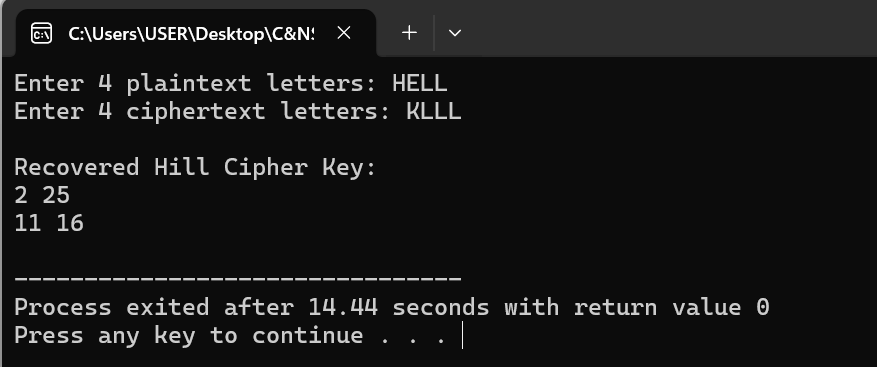 C:\Users\USER\Desktop\C&NS
Enter 4 plaintext letters: HELL
Enter 4 ciphertext letters: KLLL
Recovered Hill Cipher Key:
2 25
11 16
--------------------------------
Process exited after 14.44 seconds with return value 0
Press any key to continue . . .